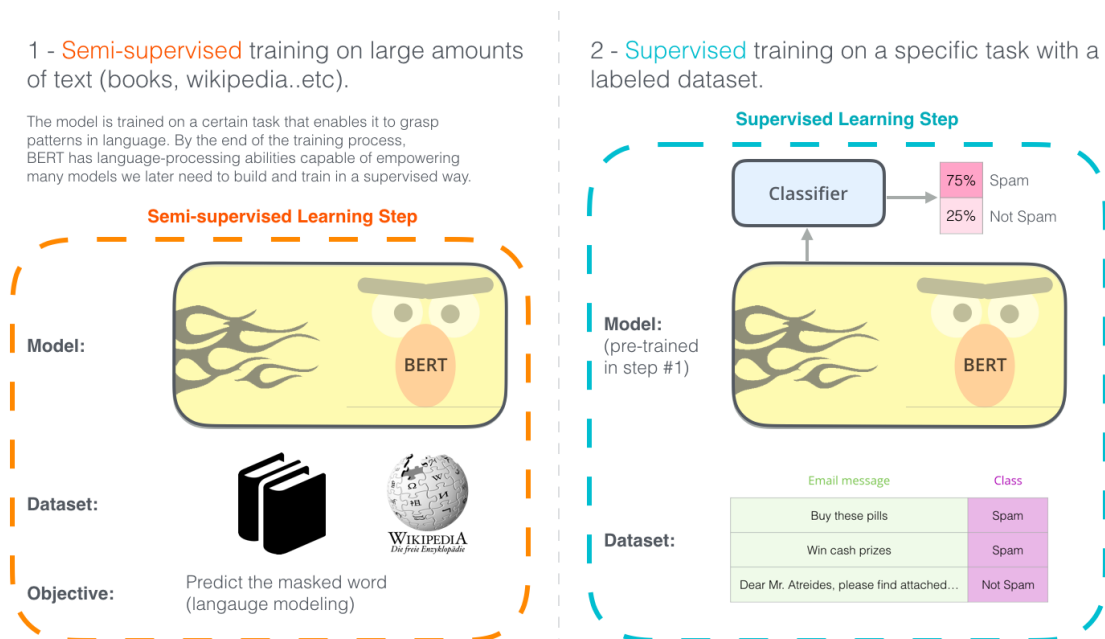 1 - Semi-supervised training on large amounts
of text (books, wikipedia..etc).
The model is trained on a certain task that enables it to grasp
patterns in language. By the end of the training process,
BERT has language-processing abilities capable of empowering
many models we later need to build and train in a supervised way.
Semi-supervised Learning Step
Model:
BERT
Dataset:
WIKIPEDIA
Die freie Enzyklopädie
Objective:
Predict the masked word
(langauge modeling)
2 - Supervised training on a specific task with a
labeled dataset.
Supervised Learning Step
Classifier
75% Spam
25% Not Spam
Model:
(pre-trained
in step #1)
BERT
Dataset:
Email message Class
Buy these pills Spam
Win cash prizes Spam
Dear Mr. Atreides, please find attached... Not Spam